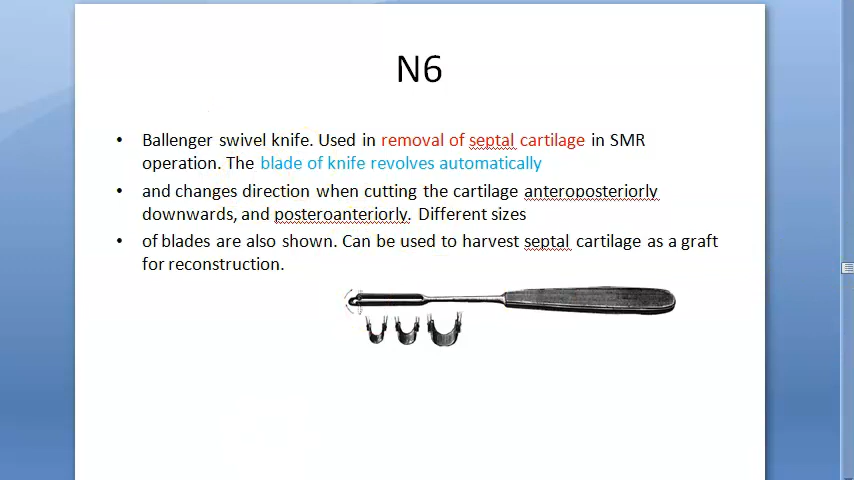 N6
• Ballenger swivel knife. Used in removal of septal cartilage in SMR
operation. The blade of knife revolves automatically
• and changes direction when cutting the cartilage anteroposteriorly
downwards, and posteroanteriorly. Different sizes
• of blades are also shown. Can be used to harvest septal cartilage as a graft
for reconstruction.